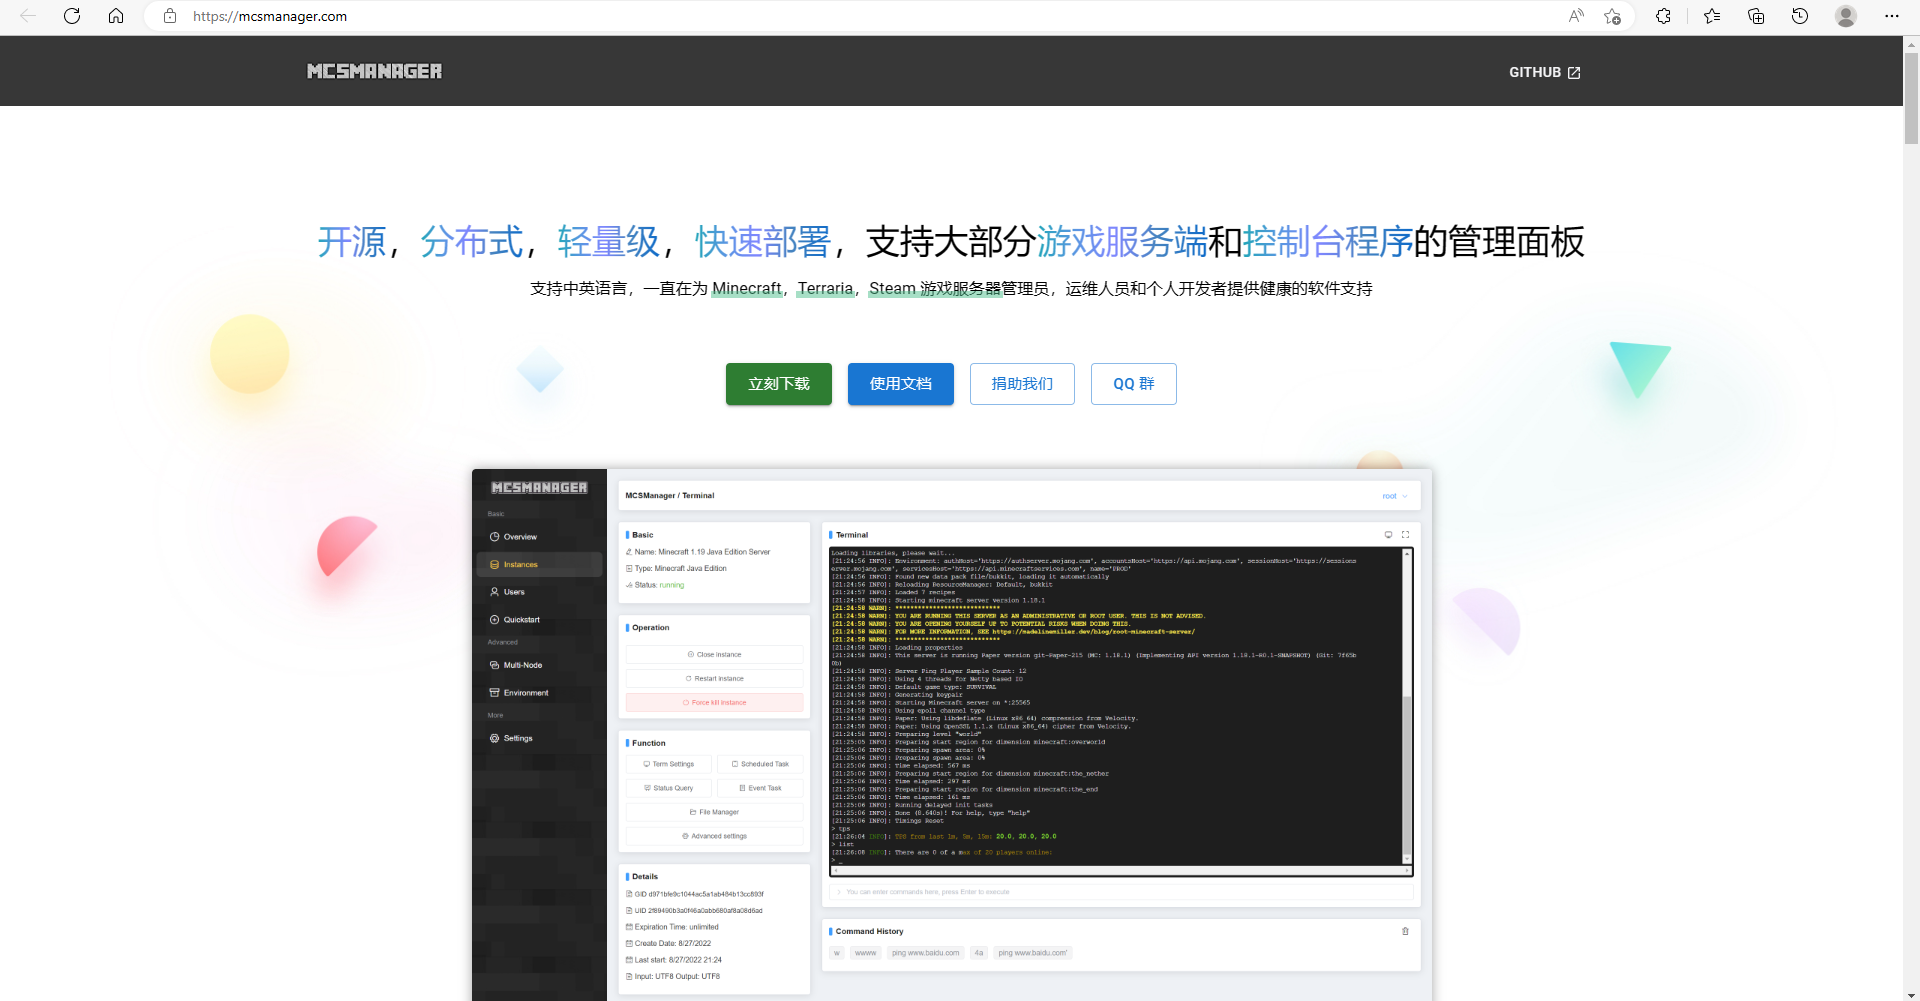 https://mcsmanager.com
MCSMANAGER
GITHUB
开源，分布式，轻量级，快速部署，支持大部分游戏服务端和控制台程序的管理面板
支持中英语言，一直在为 Minecraft，Terraria，Steam 游戏服务器管理员，运维人员和个人开发者提供健康的软件支持
立刻下载
使用文档
捐助我们
QQ 群
MCSMANAGER
Basic
Overview
Instances
Users
Quickstart
Advanced
Multi-Node
Environment
More
Settings
MCSManager / Terminal
root
Basic
Name: Minecraft 1.19 Java Edition Server
Type: Minecraft Java Edition
Status: running
Operation
Close Instance
Restart Instance
Force kill Instance
Function
Term Settings
Scheduled Task
Status Query
Event Task
File Manager
Advanced settings
Details
GID d971bfe9c1044ac5a1ab484b13cc893f
UID 2f89490b3a0f46a0abb680af8a08d6ad
Expiration Time: unlimited
Create Date: 8/27/2022
Last start: 8/27/2022 21:24
Input: UTF8 Output: UTF8
Terminal
Loading libraries, please wait...
[21:24:56 INFO]: Environment: authHost='https://authserver.mojang.com', accountsHost='https://api.mojang.com', sessionHost='https://sessions
erver.mojang.com', servicesHost='https://api.minecraftservices.com', name='PROD'
[21:24:56 INFO]: Found new data pack file/bukkit, loading it automatically
[21:24:56 INFO]: Reloading ResourceManager: Default, bukkit
[21:24:57 INFO]: Loaded 7 recipes
[21:24:58 INFO]: Starting minecraft server version 1.18.1
[21:24:58 WARN]: ****************************
[21:24:58 WARN]: YOU ARE RUNNING THIS SERVER AS AN ADMINISTRATIVE OR ROOT USER. THIS IS NOT ADVISED.
[21:24:58 WARN]: YOU ARE OPENING YOURSELF UP TO POTENTIAL RISKS WHEN DOING THIS.
[21:24:58 WARN]: FOR MORE INFORMATION, SEE https://madelinemiller.dev/blog/root-minecraft-server/
[21:24:58 WARN]: ****************************
[21:24:58 INFO]: Loading properties
[21:24:58 INFO]: This server is running Paper version git-Paper-215 (MC: 1.18.1) (Implementing API version 1.18.1-R0.1-SNAPSHOT) (Git: 7f65b
0b)
[21:24:58 INFO]: Server Ping Player Sample Count: 12
[21:24:58 INFO]: Using 4 threads for Netty based IO
[21:24:58 INFO]: Default game type: SURVIVAL
[21:24:58 INFO]: Generating keypair
[21:24:58 INFO]: Starting Minecraft server on *:25565
[21:24:58 INFO]: Using epoll channel type
[21:24:58 INFO]: Paper: Using libdeflate (Linux x86_64) compression from Velocity.
[21:24:58 INFO]: Paper: Using OpenSSL 1.1.x (Linux x86_64) cipher from Velocity.
[21:24:58 INFO]: Preparing level "world"
[21:25:05 INFO]: Preparing start region for dimension minecraft:overworld
[21:25:06 INFO]: Preparing spawn area: 0%
[21:25:06 INFO]: Preparing spawn area: 0%
[21:25:06 INFO]: Time elapsed: 567 ms
[21:25:06 INFO]: Preparing start region for dimension minecraft:the_nether
[21:25:06 INFO]: Time elapsed: 297 ms
[21:25:06 INFO]: Preparing start region for dimension minecraft:the_end
[21:25:06 INFO]: Time elapsed: 161 ms
[21:25:06 INFO]: Running delayed init tasks
[21:25:06 INFO]: Done (8.640s)! For help, type "help"
[21:25:06 INFO]: Timings Reset
> tps
[21:26:04 INFO]: TPS from last 1m, 5m, 15m: 20.0, 20.0, 20.0
> list
[21:26:08 INFO]: There are 0 of a max of 20 players online:
> _
You can enter commands here, press Enter to execute
Command History
w
wwww
ping www.baidu.com
4a
ping www.baidu.com'